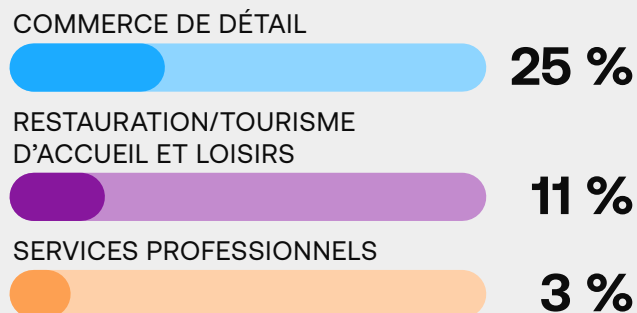 COMMERCE DE DÉTAIL
25 %
RESTAURATION/TOURISME
D'ACCUEIL ET LOISIRS
11 %
SERVICES PROFESSIONNELS
3 %